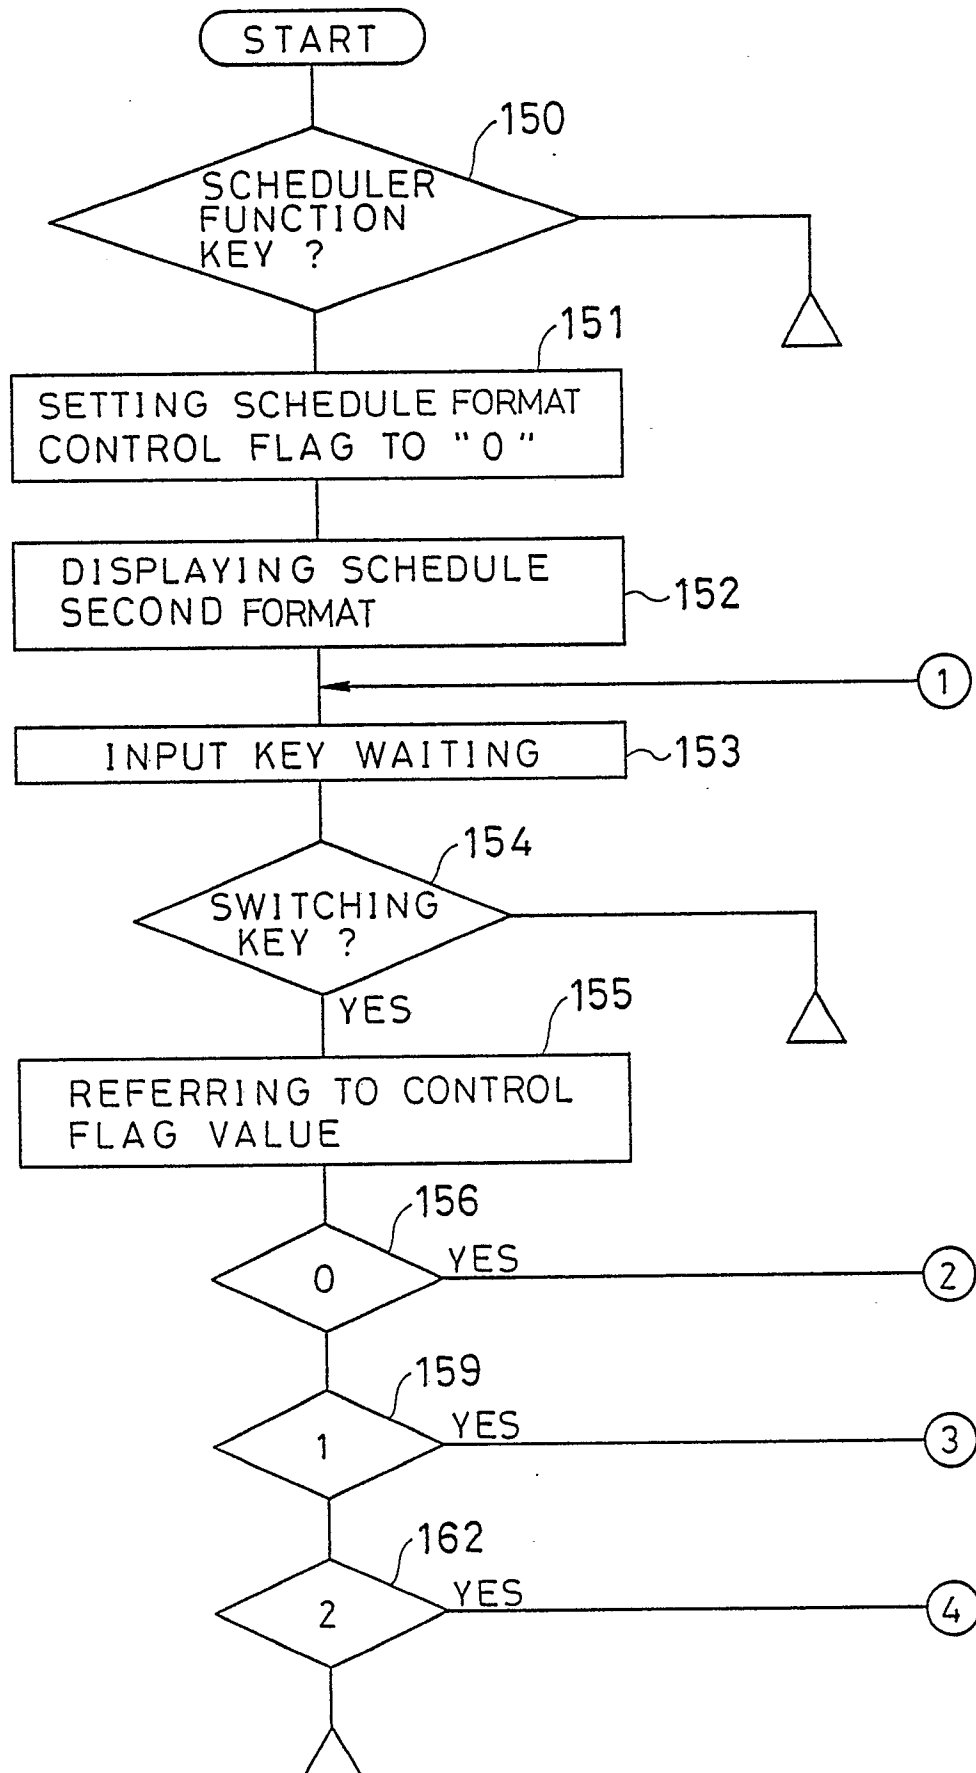 START
150
SCHEDULER
FUNCTION
KEY ?
151
SETTING SCHEDULE FORMAT
CONTROL FLAG TO "0"
DISPLAYING SCHEDULE
SECOND FORMAT
152
1
INPUT KEY WAITING
153
154
SWITCHING
KEY ?
YES
155
REFERRING TO CONTROL
FLAG VALUE
156
0
YES
2
159
1
YES
3
162
2
YES
4